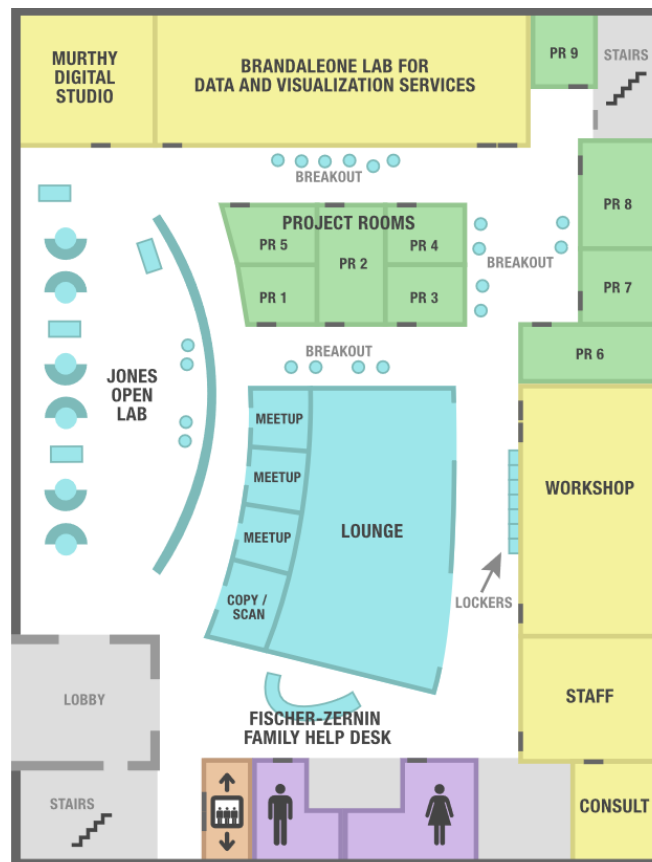 MURTHY
DIGITAL
STUDIO
BRANDALEONE LAB FOR
DATA AND VISUALIZATION SERVICES
PR 9
STAIRS
BREAKOUT
PROJECT ROOMS
PR 5
PR 2
PR 4
PR 1
PR 3
BREAKOUT
PR 8
PR 7
PR 6
BREAKOUT
JONES
OPEN
LAB
MEETUP
MEETUP
MEETUP
COPY /
SCAN
LOUNGE
WORKSHOP
LOCKERS
LOBBY
STAFF
FISCHER-ZERNIN
FAMILY HELP DESK
STAIRS
CONSULT